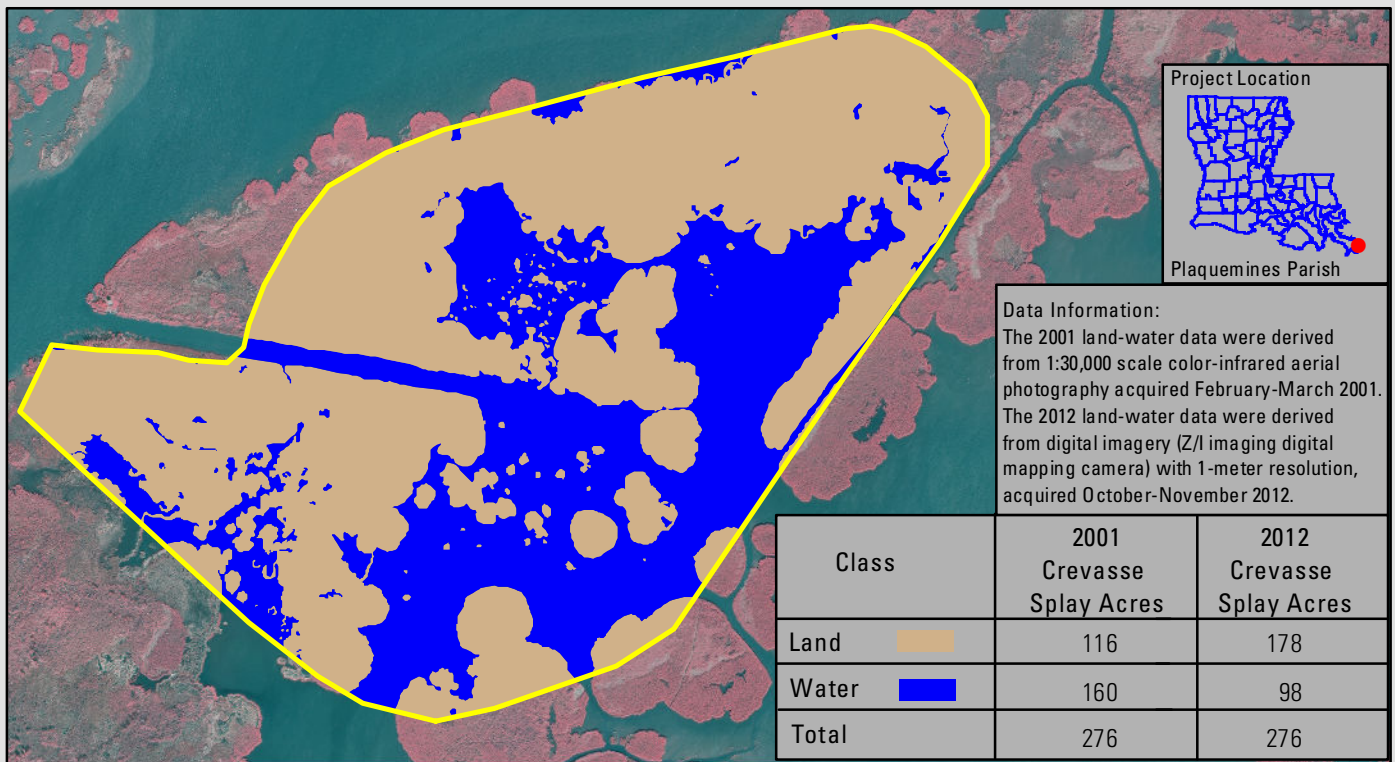 Project Location
Plaquemines Parish
Data Information:
The 2001 land-water data were derived
from 1:30,000 scale color-infrared aerial
photography acquired February-March 2001.
The 2012 land-water data were derived
from digital imagery (Z/I imaging digital
mapping camera) with 1-meter resolution,
acquired October-November 2012.
Class
2001
Crevasse
Splay Acres
2012
Crevasse
Splay Acres
Land 116 178
Water 160 98
Total 276 276